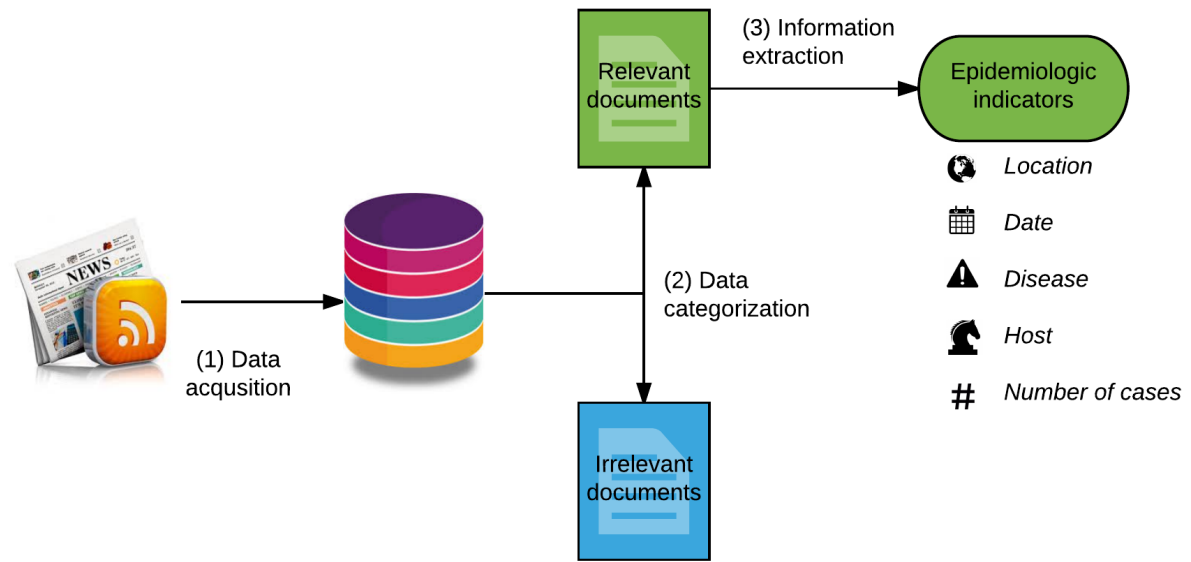 NEWS
(1) Data
acqusition
(2) Data
categorization
Relevant
documents
Irrelevant
documents
(3) Information
extraction
Epidemiologic
indicators
Location
Date
Disease
Host
# Number of cases